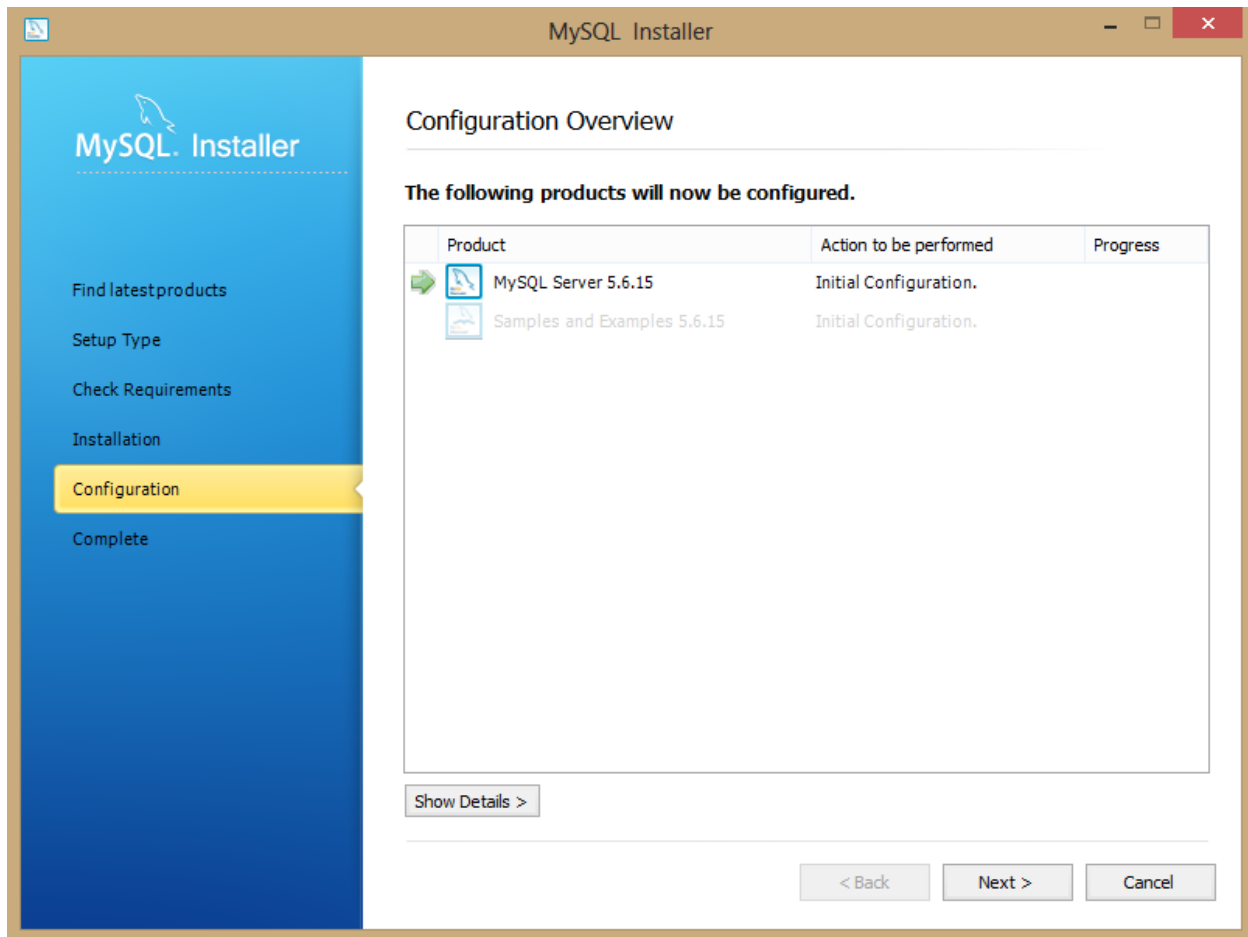 MySQL Installer
MySQL. Installer
Find latest products
Setup Type
Check Requirements
Installation
Configuration
Complete
Configuration Overview
The following products will now be configured.
Product Action to be performed Progress
MySQL Server 5.6.15 Initial Configuration.
Samples and Examples 5.6.15 Initial Configuration.
Show Details >
< Back Next > Cancel